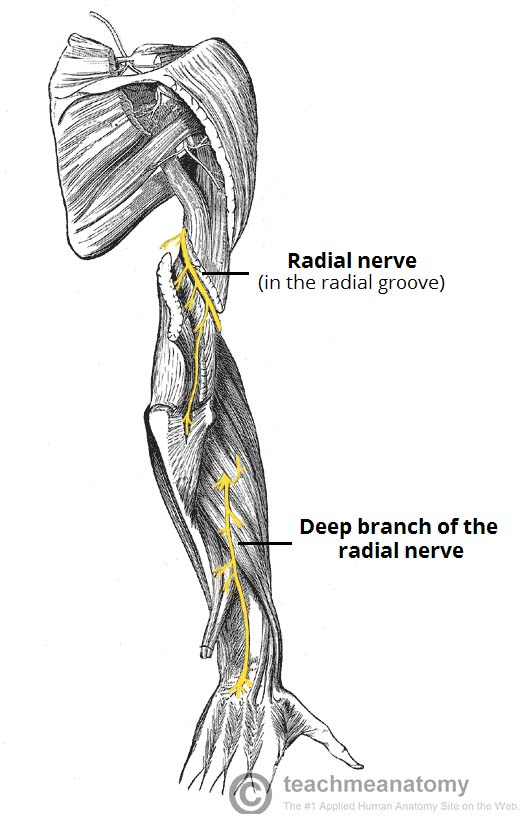 Radial nerve
(in the radial groove)
Deep branch of the
radial nerve
© teachmeanatomy
The #1 Applied Human Anatomy Site on the Web.